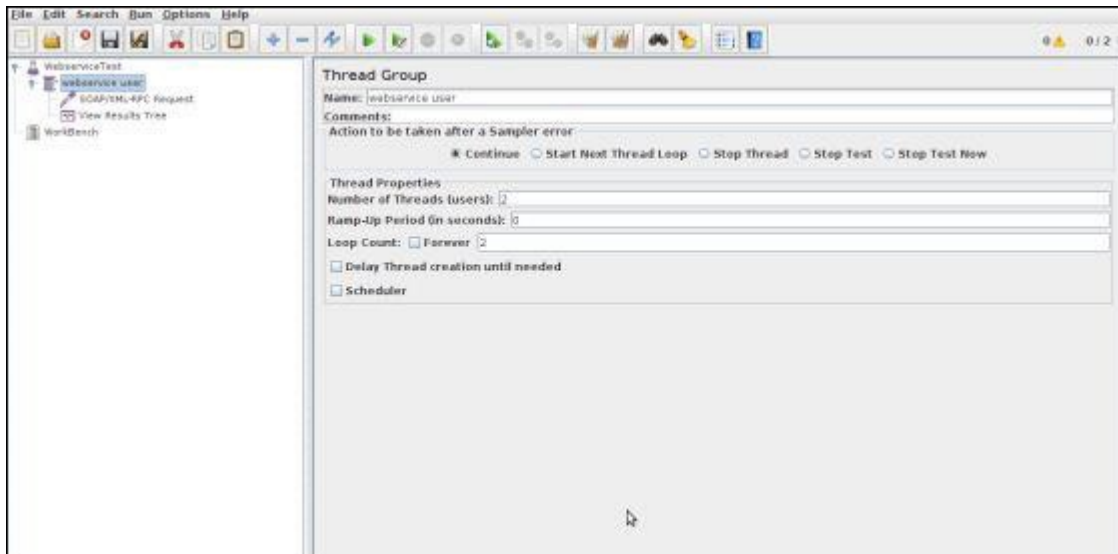 File Edit Search Run Options Help
0 0 / 2
WebserviceTest
webservice user
SOAP/XML-RPC Request
View Results Tree
WorkBench
Thread Group
Name: webservice user
Comments:
Action to be taken after a Sampler error
Continue Start Next Thread Loop Stop Thread Stop Test Stop Test Now
Thread Properties
Number of Threads (users): 2
Ramp-Up Period (in seconds): 0
Loop Count: Forever 2
Delay Thread creation until needed
Scheduler